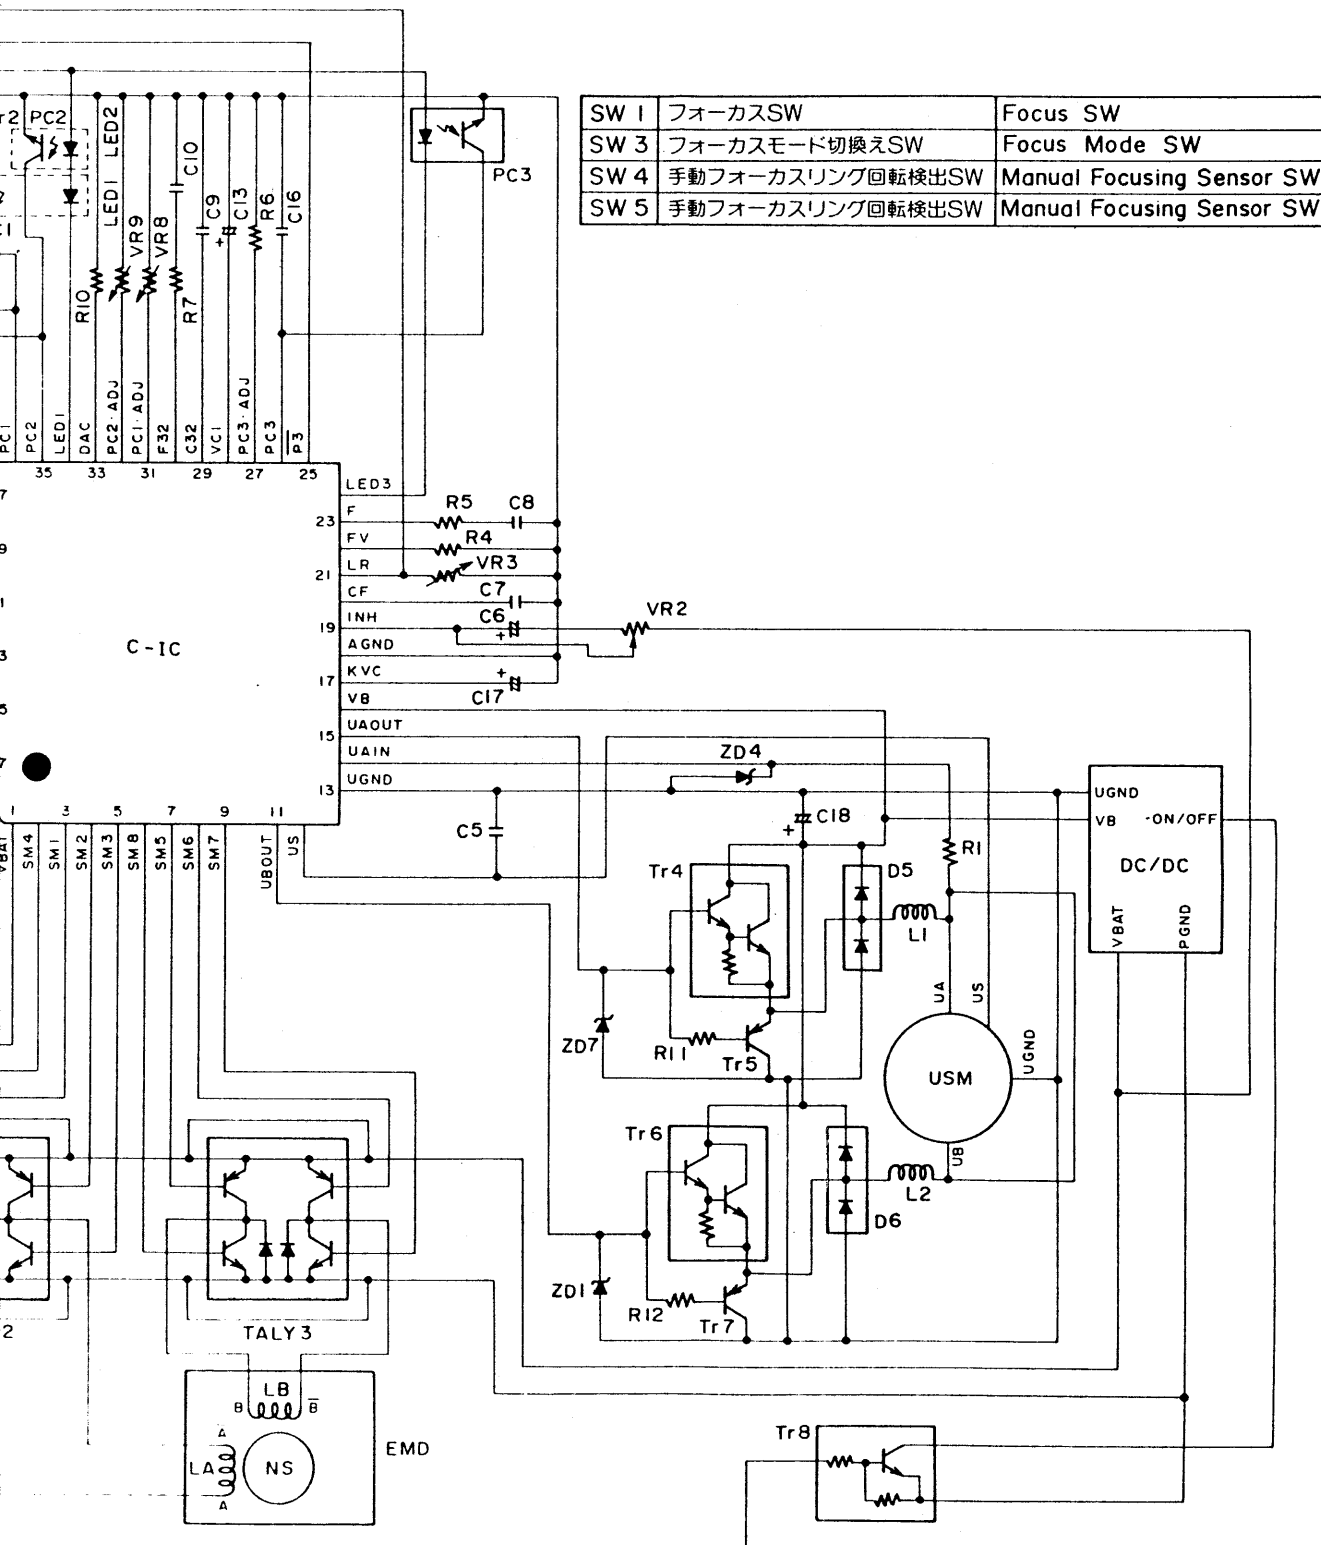 SW 1 フォーカスSW Focus SW
SW 3 フォーカスモード切換えSW Focus Mode SW
SW 4 手動フォーカスリング回転検出SW Manual Focusing Sensor SW
SW 5 手動フォーカスリング回転検出SW Manual Focusing Sensor SW
r2 PC2
LED1 LED2
C10
C9
C13
R6
C16
PC3
VR9
VR8
R10
R7
PC1
PC2
LED1
DAC
PC2·ADJ
PC1·ADJ
F32
C32
VC1
PC3·ADJ
PC3
P3
35 33 31 29 27 25
LED3
23 F R5 C8
FV R4
21 LR VR3
CF C7
19 INH C6 + VR2
AGND
17 KVC C17 +
VB
15 UAOUT
UAIN ZD4
13 UGND
C-IC
1 3 5 7 9 11
VBAT
SM4
SM1
SM2
SM3
SM8
SM5
SM6
SM7
UBOUT
US
C5
+ C18
UGND
VB -ON/OFF
DC/DC
VBAT
PGND
R1
Tr4
D5
L1
UA
US
UGND
USM
UB
ZD7
R11
Tr5
Tr6
D6
L2
ZD1
R12
Tr7
2
TALY3
LB
B B
A
LA
NS
A
EMD
Tr8